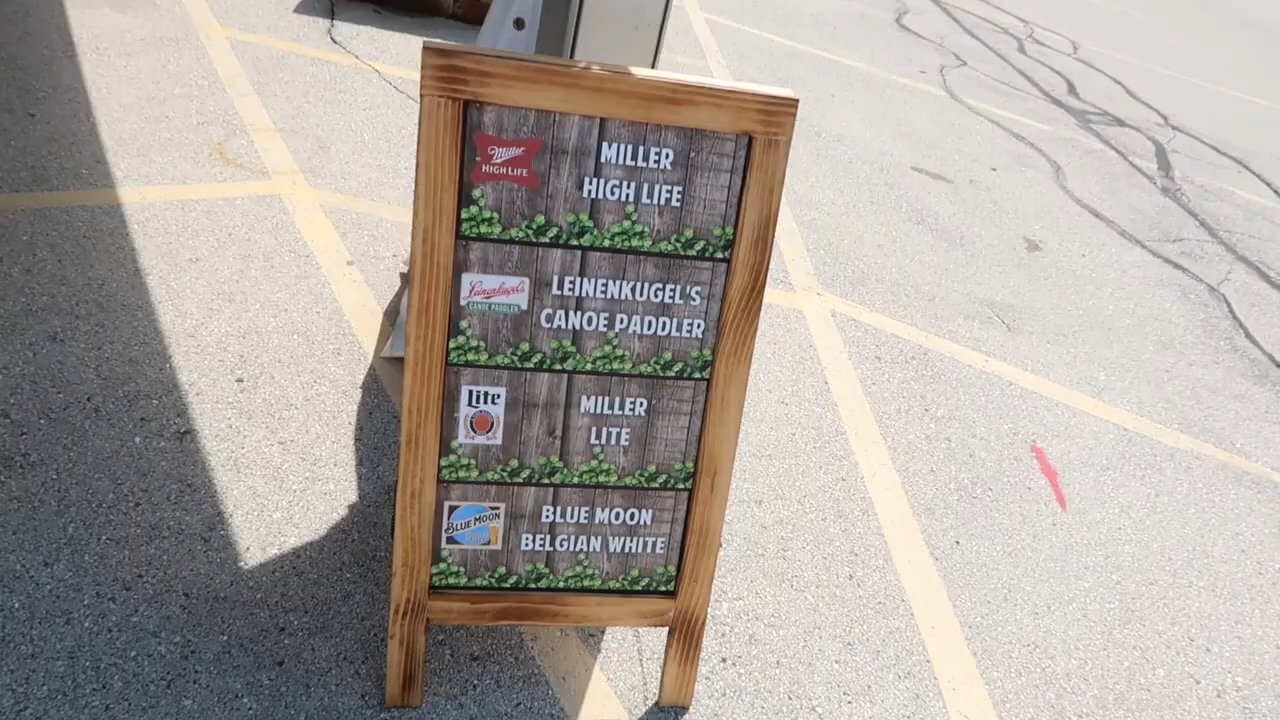 Miller
HIGH LIFE
MILLER
HIGH LIFE
Leinenkugel's
CANOE PADDLER
LEINENKUGEL'S
CANOE PADDLER
Lite
MILLER
LITE
BLUE MOON
BLUE MOON
BELGIAN WHITE